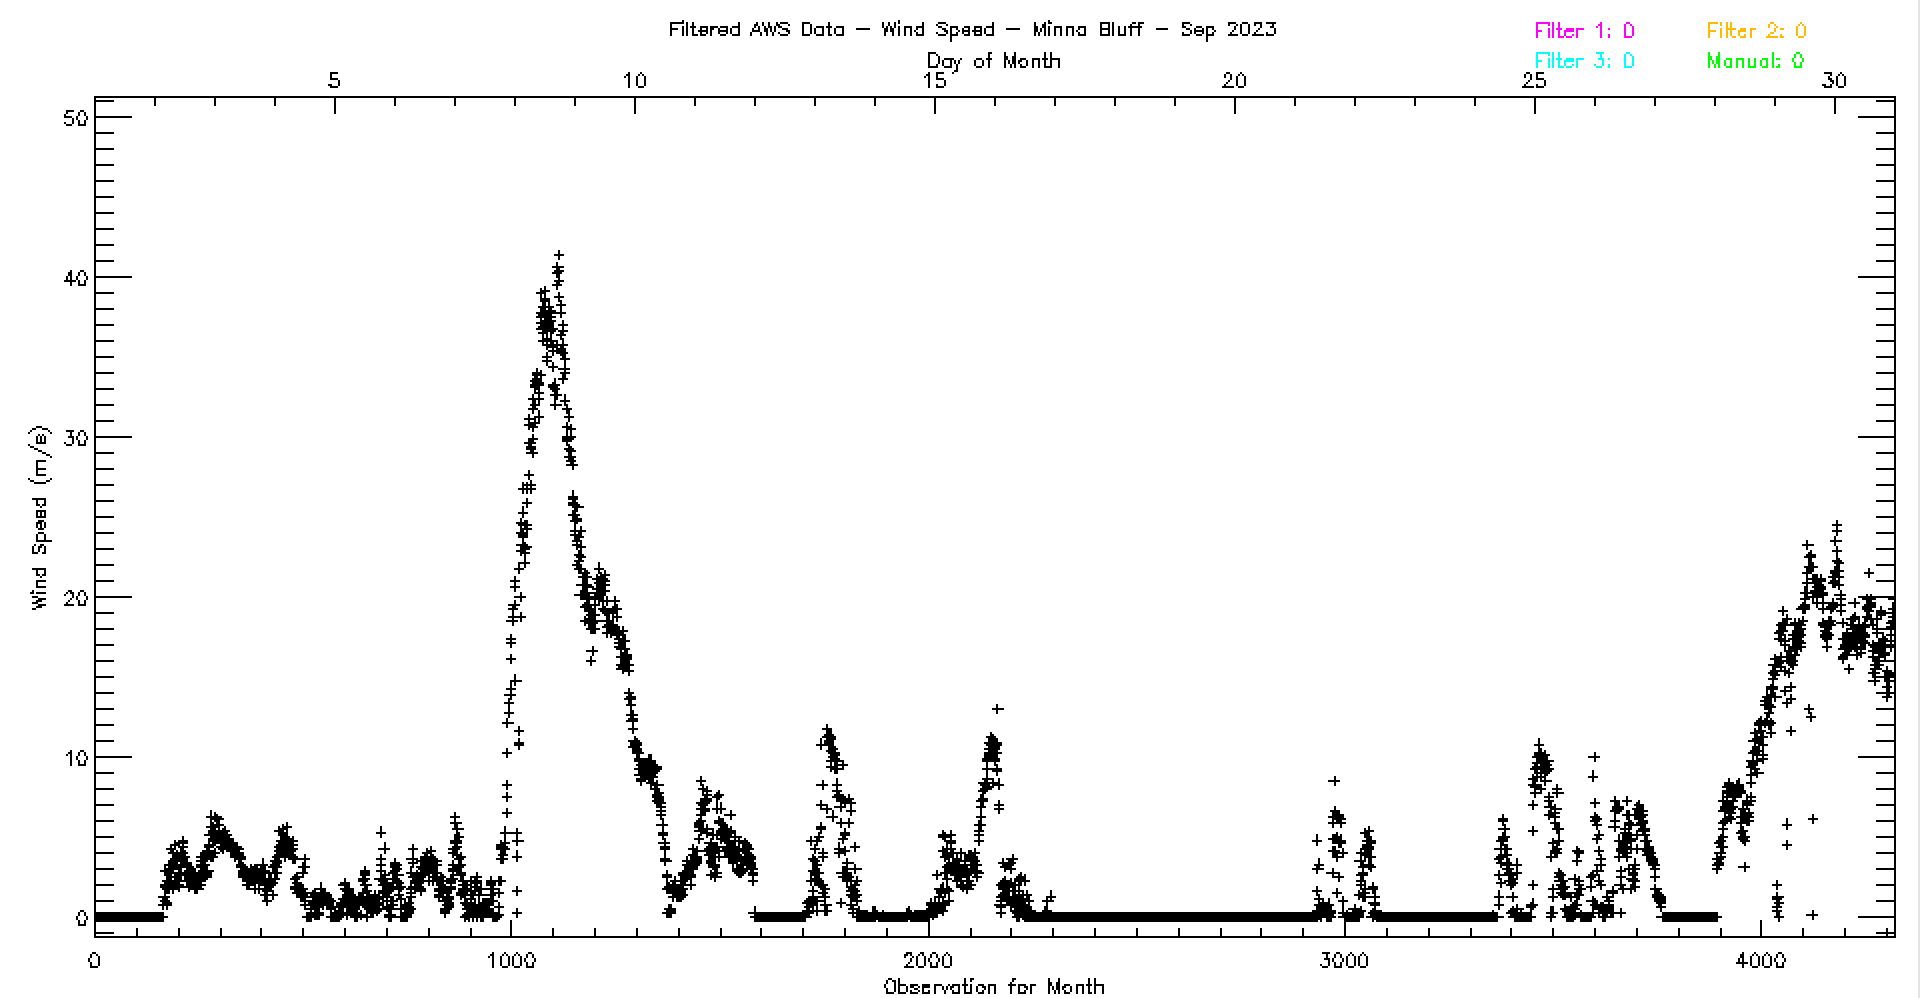 Filtered AWS Data – Wind Speed – Minna Bluff – Sep 2023
Filter 1: 0
Filter 2: 0
Day of Month
Filter 3: 0
Manual: 0
5 10 15 20 25 30
50
40
30
20
10
0
Wind Speed (m/s)
0 1000 2000 3000 4000
Observation for Month